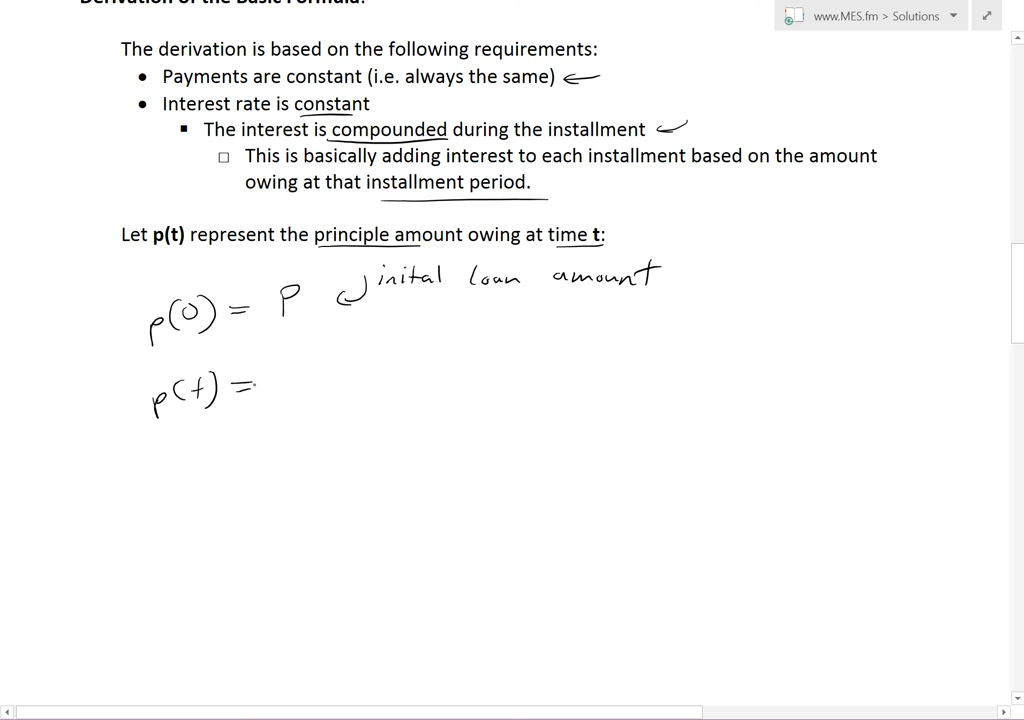 Derivation of the Basic Formula:
www.MES.fm > Solutions
The derivation is based on the following requirements:
• Payments are constant (i.e. always the same)
• Interest rate is constant
▪ The interest is compounded during the installment
□ This is basically adding interest to each installment based on the amount
owing at that installment period.
Let p(t) represent the principle amount owing at time t:
p(0) = P inital loan amount
p(t) =